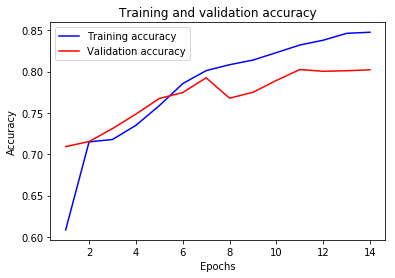 Training and validation accuracy
Training accuracy
Validation accuracy
0.85
0.80
0.75
0.70
0.65
0.60
Accuracy
2 4 6 8 10 12 14
Epochs